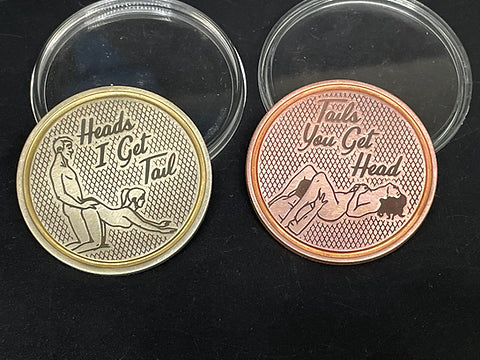 Heads
I Get
Tail
Tails
You Get
Head